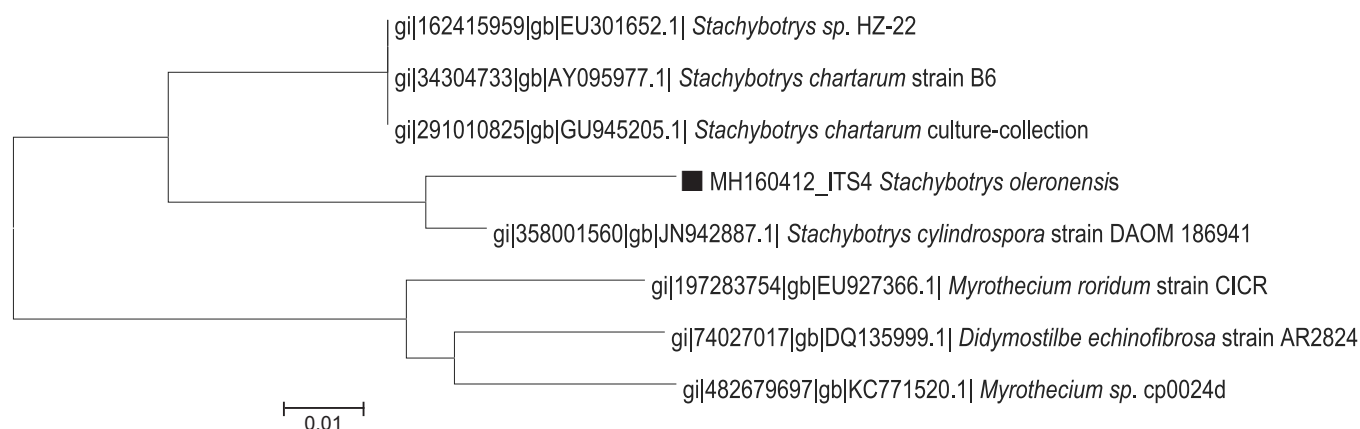 gi|162415959|gb|EU301652.1| Stachybotrys sp. HZ-22
gi|34304733|gb|AY095977.1| Stachybotrys chartarum strain B6
gi|291010825|gb|GU945205.1| Stachybotrys chartarum culture-collection
MH160412_ITS4 Stachybotrys oleronensis
gi|358001560|gb|JN942887.1| Stachybotrys cylindrospora strain DAOM 186941
gi|197283754|gb|EU927366.1| Myrothecium roridum strain CICR
gi|74027017|gb|DQ135999.1| Didymostilbe echinofibrosa strain AR2824
gi|482679697|gb|KC771520.1| Myrothecium sp. cp0024d
0.01